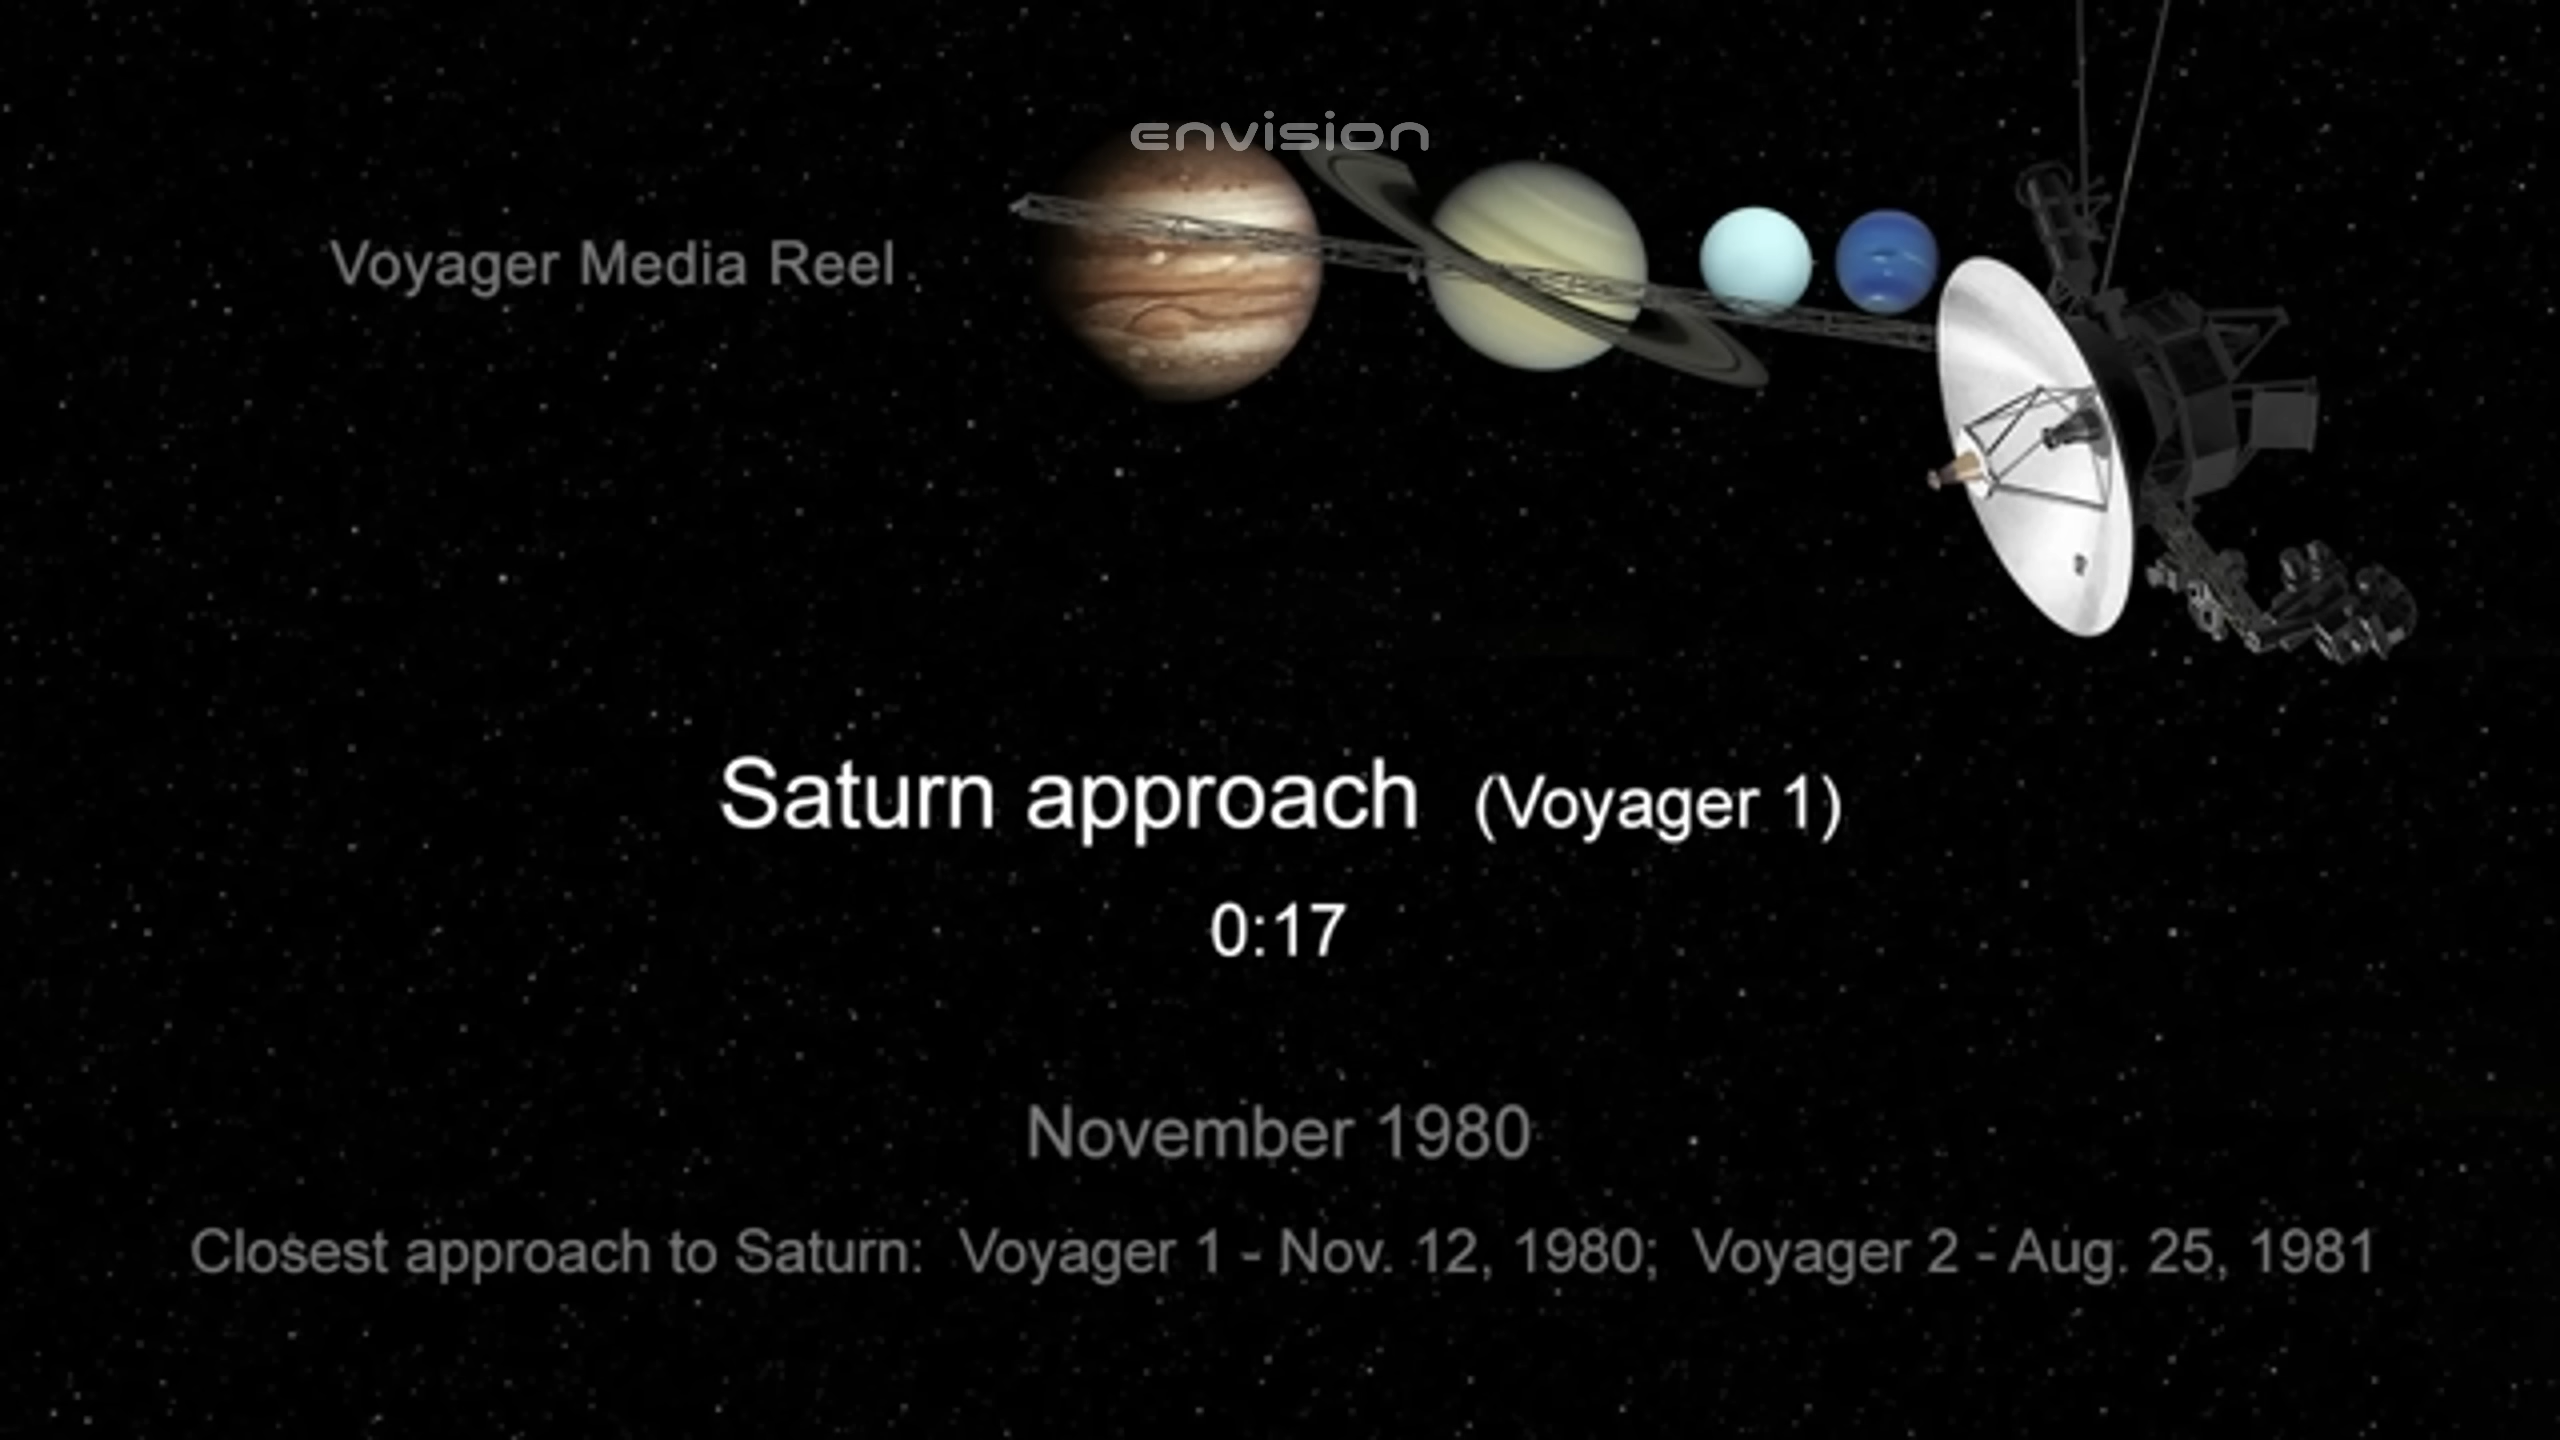 envision
Voyager Media Reel
Saturn approach (Voyager 1)
0:17
November 1980
Closest approach to Saturn: Voyager 1 - Nov. 12, 1980; Voyager 2 - Aug. 25, 1981